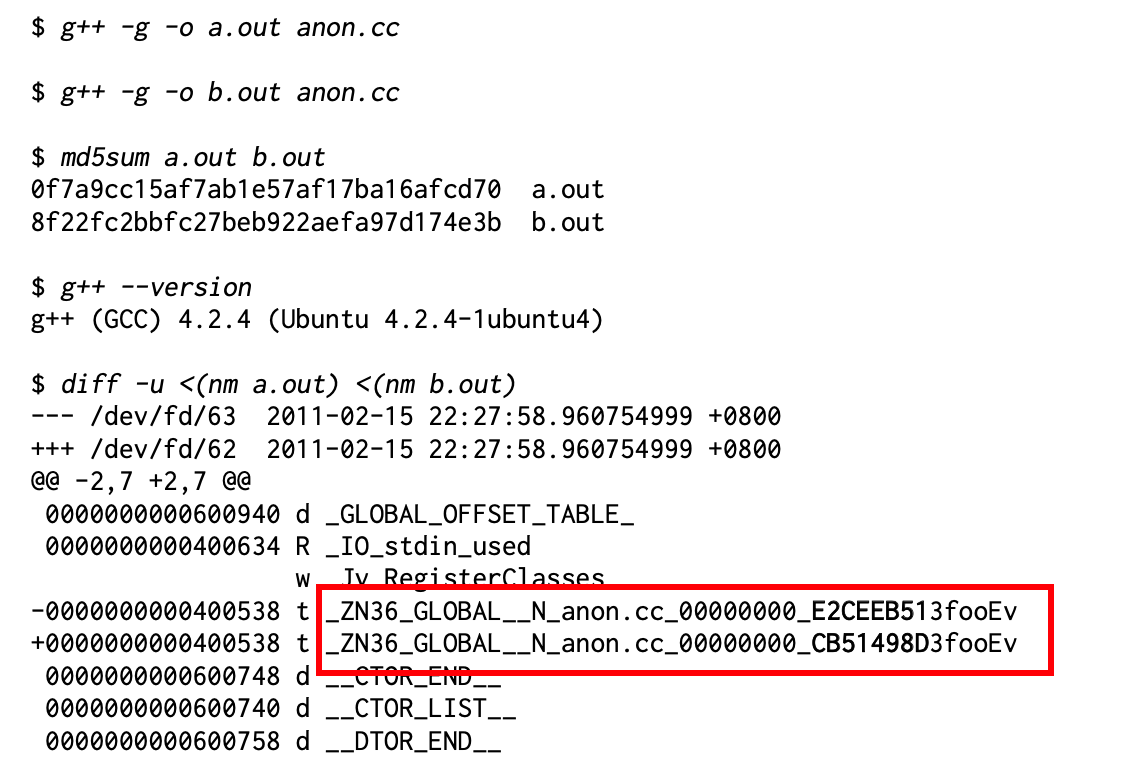 $ g++ -g -o a.out anon.cc
$ g++ -g -o b.out anon.cc
$ md5sum a.out b.out
0f7a9cc15af7ab1e57af17ba16afcd70  a.out
8f22fc2bbfc27beb922aefa97d174e3b  b.out
$ g++ --version
g++ (GCC) 4.2.4 (Ubuntu 4.2.4-1ubuntu4)
$ diff -u <(nm a.out) <(nm b.out)
--- /dev/fd/63  2011-02-15 22:27:58.960754999 +0800
+++ /dev/fd/62  2011-02-15 22:27:58.960754999 +0800
@@ -2,7 +2,7 @@
 0000000000600940 d _GLOBAL_OFFSET_TABLE_
 0000000000400634 R _IO_stdin_used
                  w _Jv_RegisterClasses
-0000000000400538 t _ZN36_GLOBAL__N_anon.cc_00000000_E2CEEB513fooEv
+0000000000400538 t _ZN36_GLOBAL__N_anon.cc_00000000_CB51498D3fooEv
 0000000000600748 d __CTOR_END__
 0000000000600740 d __CTOR_LIST__
 0000000000600758 d __DTOR_END__